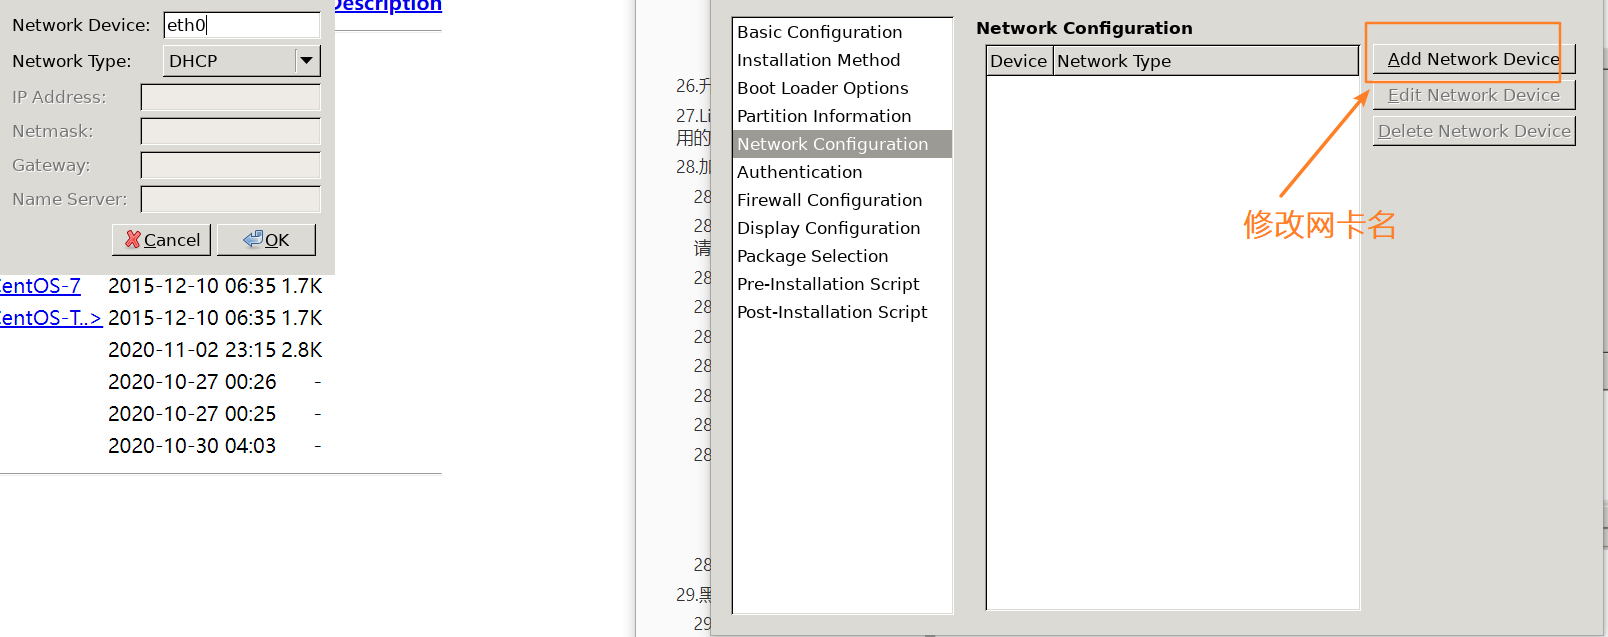 Description
Network Device: eth0
Network Type: DHCP
IP Address:
Netmask:
Gateway:
Name Server:
Cancel OK
entOS-7 2015-12-10 06:35 1.7K
entOS-T..> 2015-12-10 06:35 1.7K
2020-11-02 23:15 2.8K
2020-10-27 00:26 -
2020-10-27 00:25 -
2020-10-30 04:03 -
26.升
27.Li
用的
28.加
28
28
请
28
28
28
28
28
28
28
28
29.黑
29
Basic Configuration
Installation Method
Boot Loader Options
Partition Information
Network Configuration
Authentication
Firewall Configuration
Display Configuration
Package Selection
Pre-Installation Script
Post-Installation Script
Network Configuration
Device Network Type
Add Network Device
Edit Network Device
Delete Network Device
修改网卡名